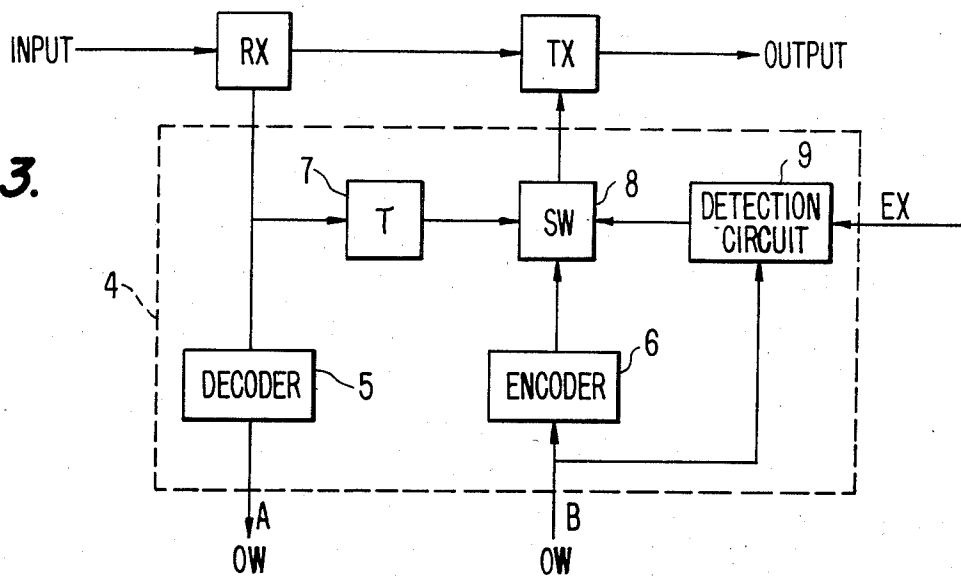 INPUT
RX
TX
OUTPUT
3.
7
T
8
SW
9
DETECTION
CIRCUIT
EX
4
DECODER
5
ENCODER
6
A
OW
B
OW